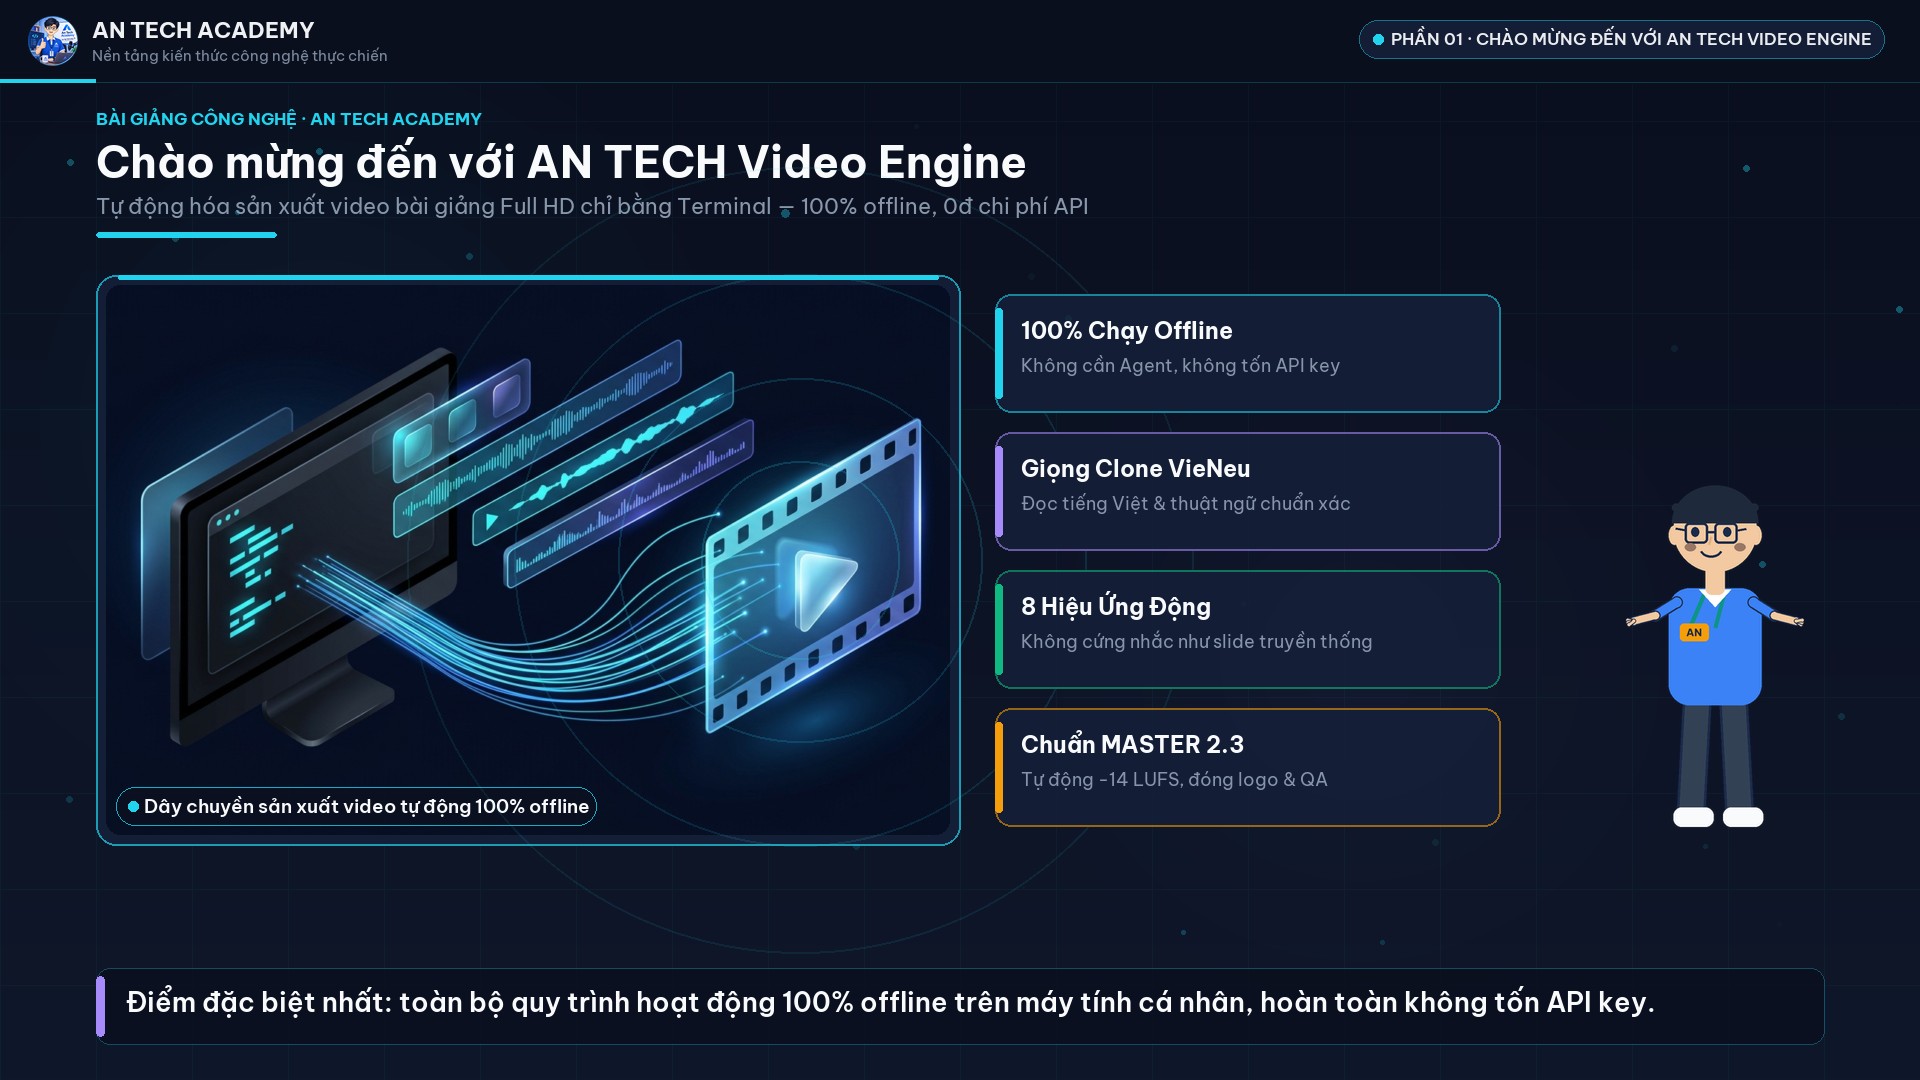 AN TECH ACADEMY
Nền tảng kiến thức công nghệ thực chiến
PHẦN 01 · CHÀO MỪNG ĐẾN VỚI AN TECH VIDEO ENGINE
BÀI GIẢNG CÔNG NGHỆ · AN TECH ACADEMY
Chào mừng đến với AN TECH Video Engine
Tự động hóa sản xuất video bài giảng Full HD chỉ bằng Terminal — 100% offline, 0đ chi phí API
Dây chuyền sản xuất video tự động 100% offline
100% Chạy Offline
Không cần Agent, không tốn API key
Giọng Clone VieNeu
Đọc tiếng Việt & thuật ngữ chuẩn xác
8 Hiệu Ứng Động
Không cứng nhắc như slide truyền thống
Chuẩn MASTER 2.3
Tự động -14 LUFS, đóng logo & QA
AN
Điểm đặc biệt nhất: toàn bộ quy trình hoạt động 100% offline trên máy tính cá nhân, hoàn toàn không tốn API key.